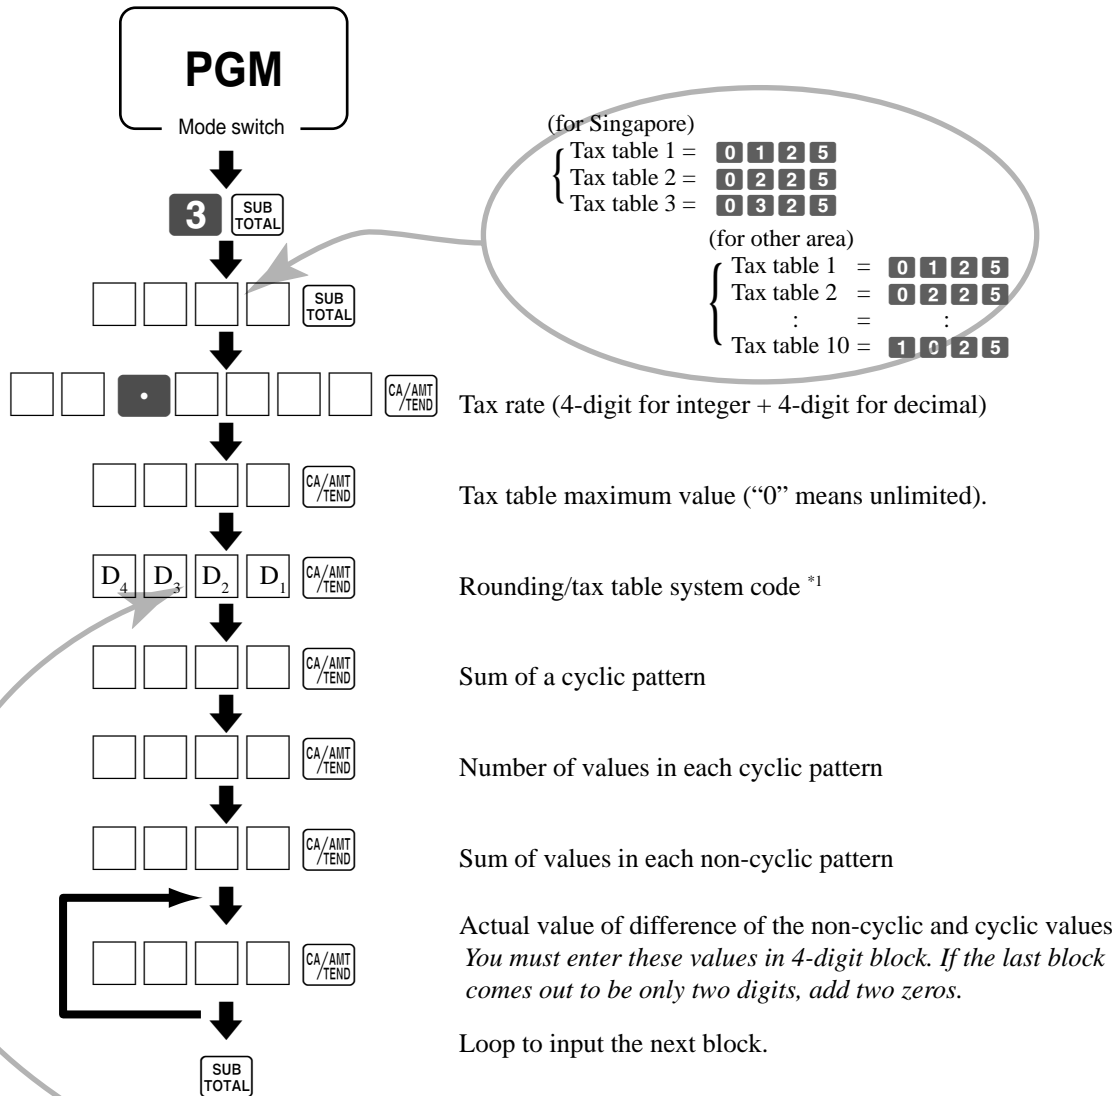 PGM
Mode switch
(for Singapore)
Tax table 1 = 0 1 2 5
Tax table 2 = 0 2 2 5
Tax table 3 = 0 3 2 5
3 SUB TOTAL
(for other area)
Tax table 1 = 0 1 2 5
Tax table 2 = 0 2 2 5
: = :
Tax table 10 = 1 0 2 5
SUB TOTAL
. CA/AMT /TEND Tax rate (4-digit for integer + 4-digit for decimal)
CA/AMT /TEND Tax table maximum value (“0” means unlimited).
D4 D3 D2 D1 CA/AMT /TEND Rounding/tax table system code *1
CA/AMT /TEND Sum of a cyclic pattern
CA/AMT /TEND Number of values in each cyclic pattern
CA/AMT /TEND Sum of values in each non-cyclic pattern
Actual value of difference of the non-cyclic and cyclic values
CA/AMT /TEND You must enter these values in 4-digit block. If the last block
comes out to be only two digits, add two zeros.
Loop to input the next block.
SUB TOTAL